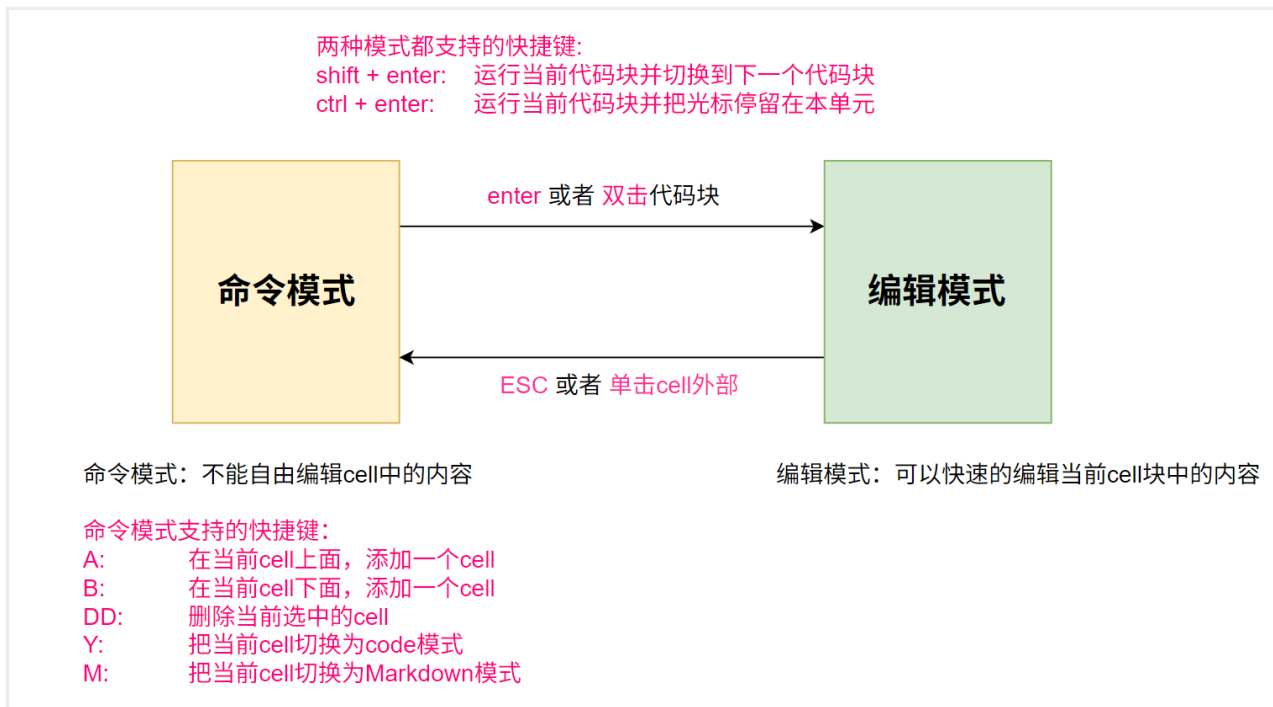 两种模式都支持的快捷键:
shift + enter: 运行当前代码块并切换到下一个代码块
ctrl + enter: 运行当前代码块并把光标停留在本单元
enter 或者 双击代码块
命令模式
编辑模式
ESC 或者 单击cell外部
命令模式：不能自由编辑cell中的内容
编辑模式：可以快速的编辑当前cell块中的内容
命令模式支持的快捷键：
A: 在当前cell上面，添加一个cell
B: 在当前cell下面，添加一个cell
DD: 删除当前选中的cell
Y: 把当前cell切换为code模式
M: 把当前cell切换为Markdown模式